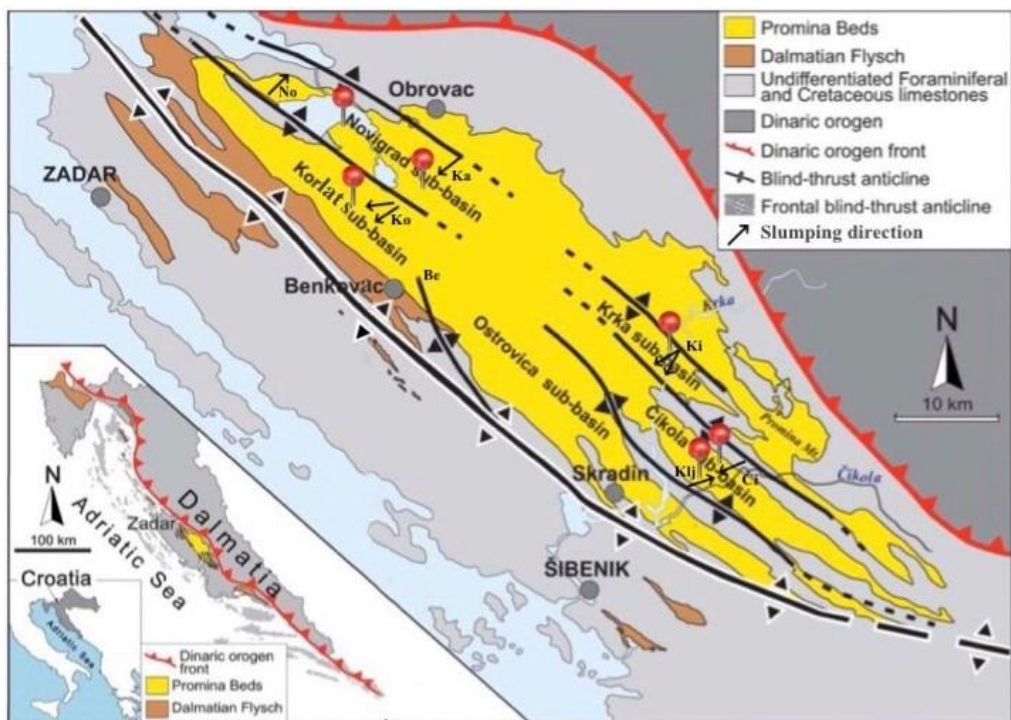 Promina Beds
Dalmatian Flysch
Undifferentiated Foraminiferal
and Cretaceous limestones
Dinaric orogen
Dinaric orogen front
Blind-thrust anticline
Frontal blind-thrust anticline
Slumping direction
N
10 km
Obrovac
No
Novigrad sub-basin
Ka
ZADAR
Korlat sub-basin
Ko
Benkovac
Be
Krka
Krka sub-basin
Ki
Ostrovica sub-basin
Promina Mt.
Čikola sub-basin
Čikola
Klj
Ci
Skradin
ŠIBENIK
N
100 km
Zadar
Dalmatia
Adriatic Sea
Croatia
Adriatic Sea
Dinaric orogen
front
Promina Beds
Dalmatian Flysch